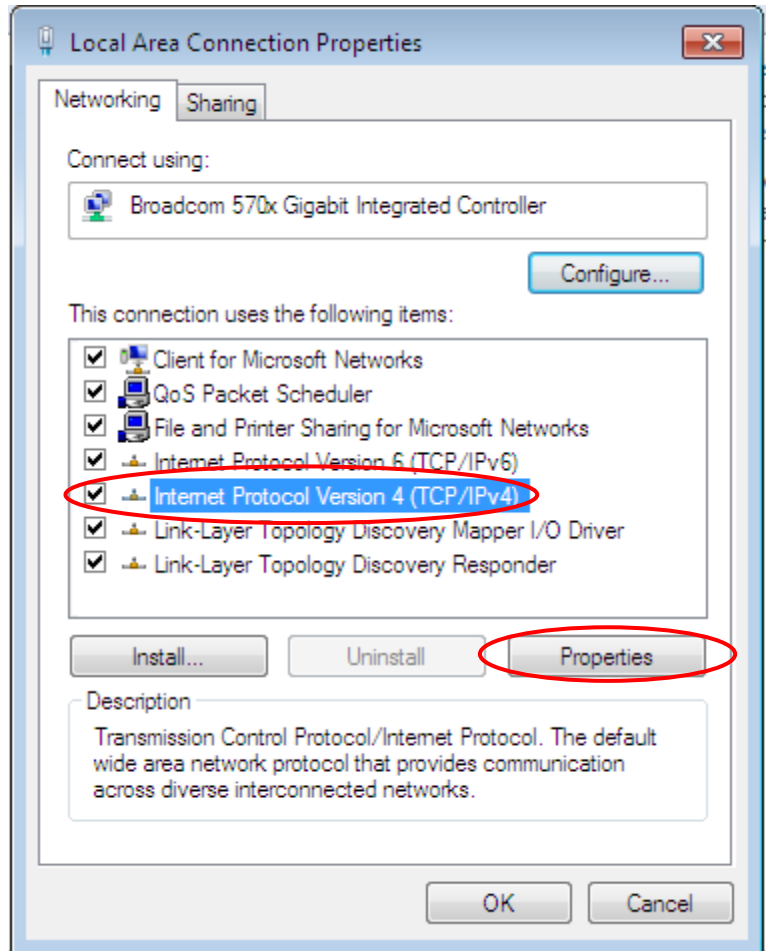 Local Area Connection Properties
Networking
Sharing
Connect using:
Broadcom 570x Gigabit Integrated Controller
Configure...
This connection uses the following items:
Client for Microsoft Networks
QoS Packet Scheduler
File and Printer Sharing for Microsoft Networks
Internet Protocol Version 6 (TCP/IPv6)
Internet Protocol Version 4 (TCP/IPv4)
Link-Layer Topology Discovery Mapper I/O Driver
Link-Layer Topology Discovery Responder
Install...
Uninstall
Properties
Description
Transmission Control Protocol/Internet Protocol. The default
wide area network protocol that provides communication
across diverse interconnected networks.
OK
Cancel